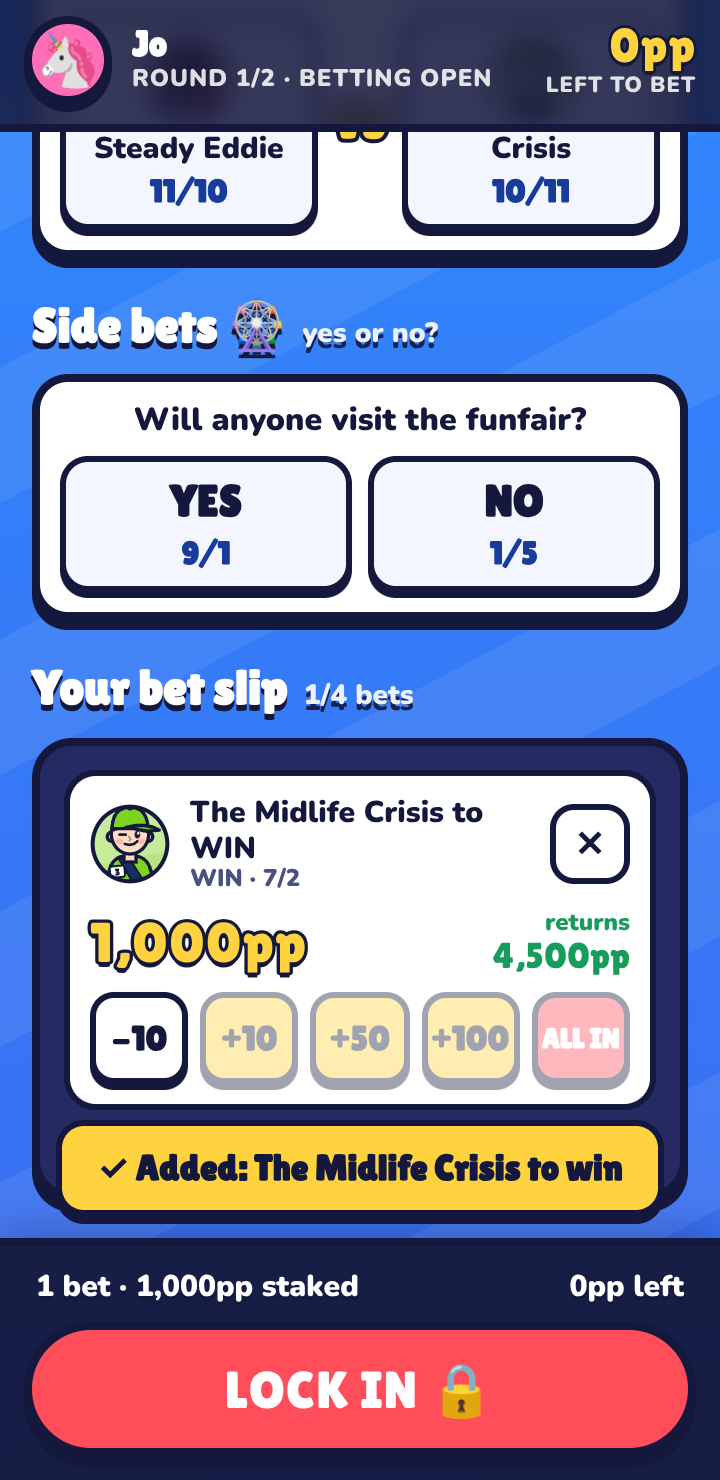 Jo
ROUND 1/2 · BETTING OPEN
0pp
LEFT TO BET
Steady Eddie
11/10
Crisis
10/11
Side bets 🎡 yes or no?
Will anyone visit the funfair?
YES
9/1
NO
1/5
Your bet slip 1/4 bets
The Midlife Crisis to
WIN
WIN · 7/2
×
1,000pp
returns
4,500pp
−10
+10
+50
+100
ALL IN
✓ Added: The Midlife Crisis to win
1 bet · 1,000pp staked
0pp left
LOCK IN 🔒